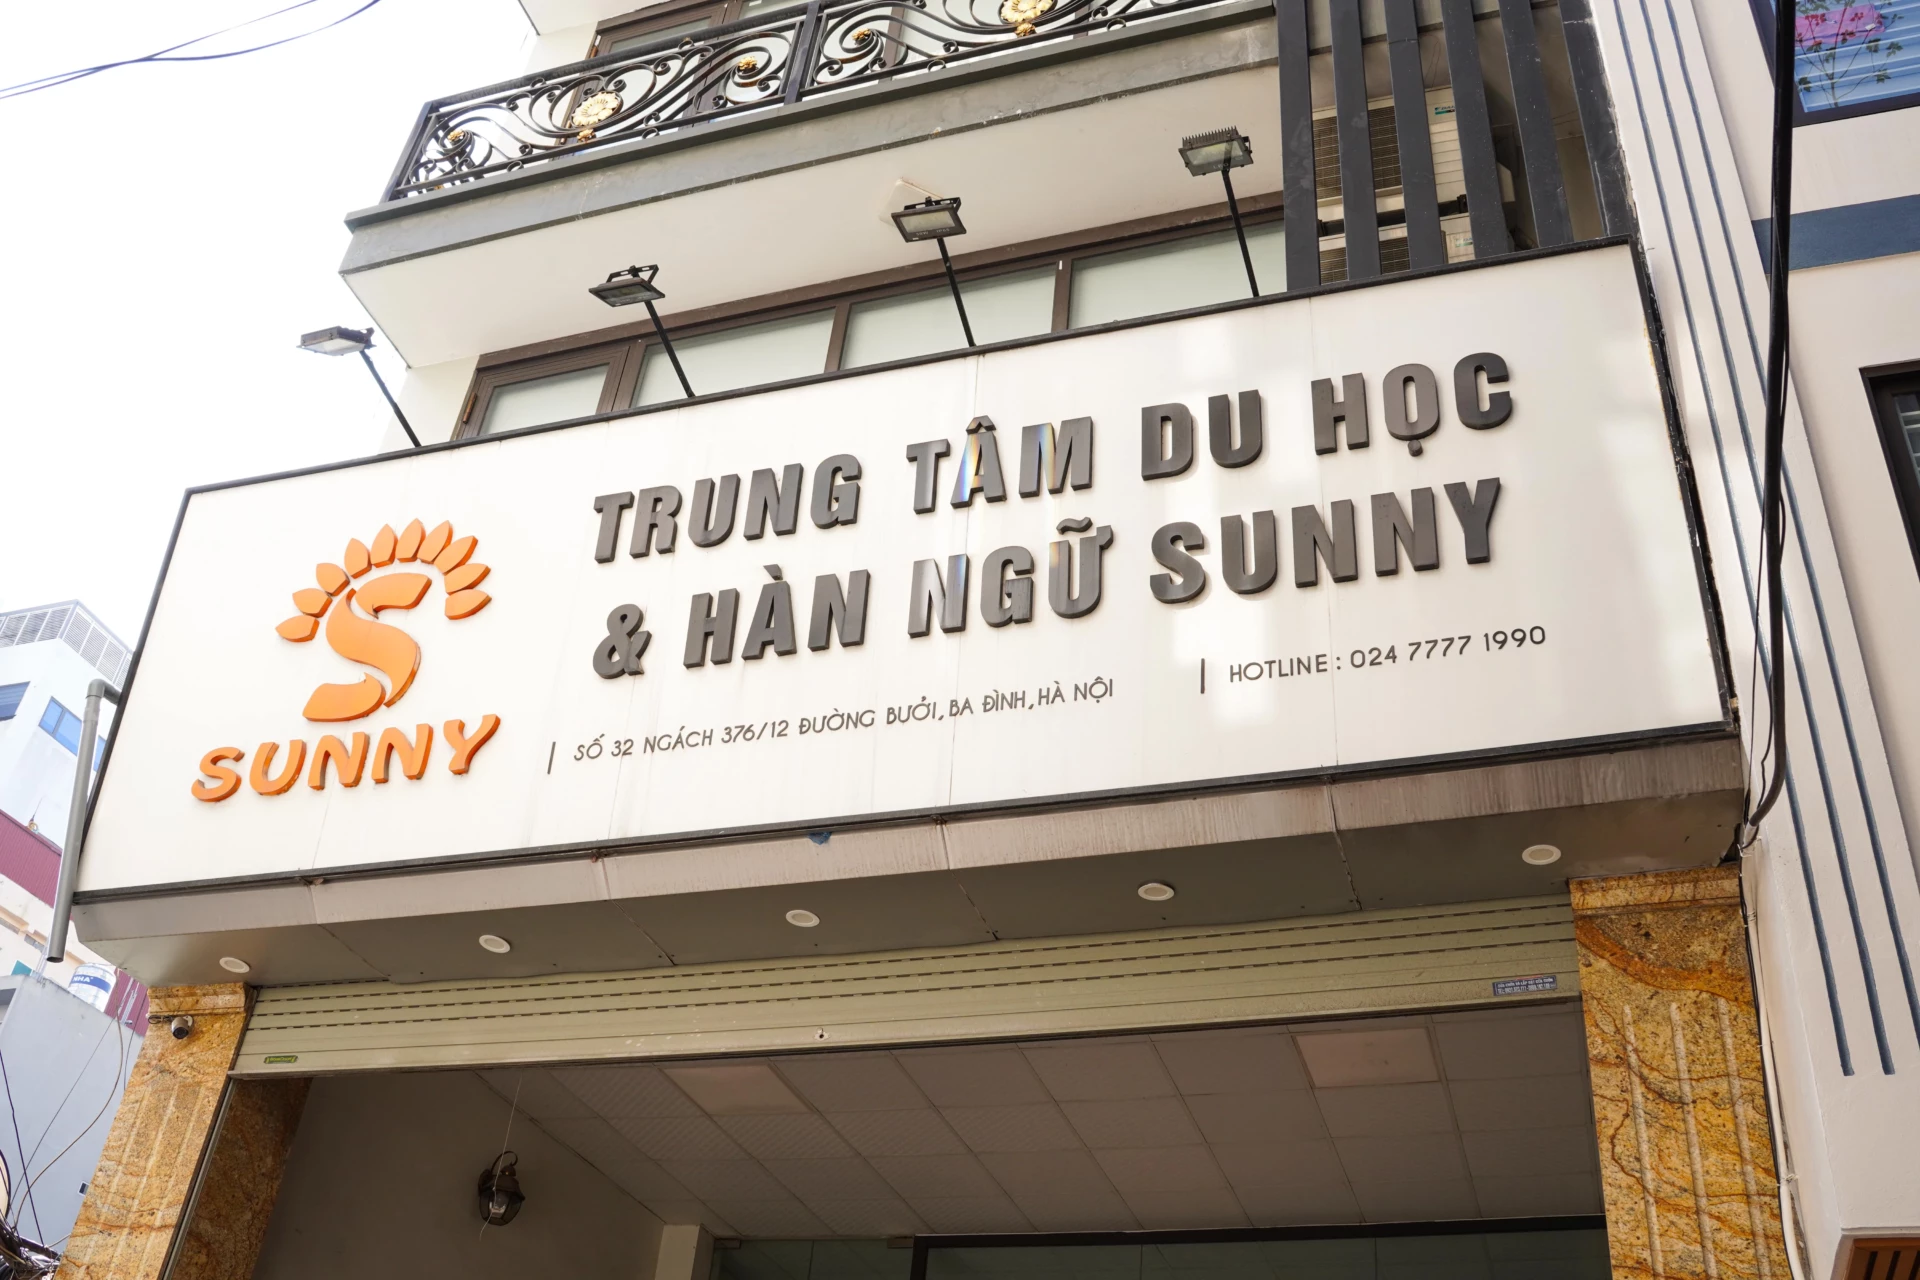 TRUNG TÂM DU HỌC
& HÀN NGỮ SUNNY
SUNNY
SỐ 32 NGÁCH 376/12 ĐƯỜNG BƯỞI, BA ĐÌNH, HÀ NỘI
HOTLINE : 024 7777 1990